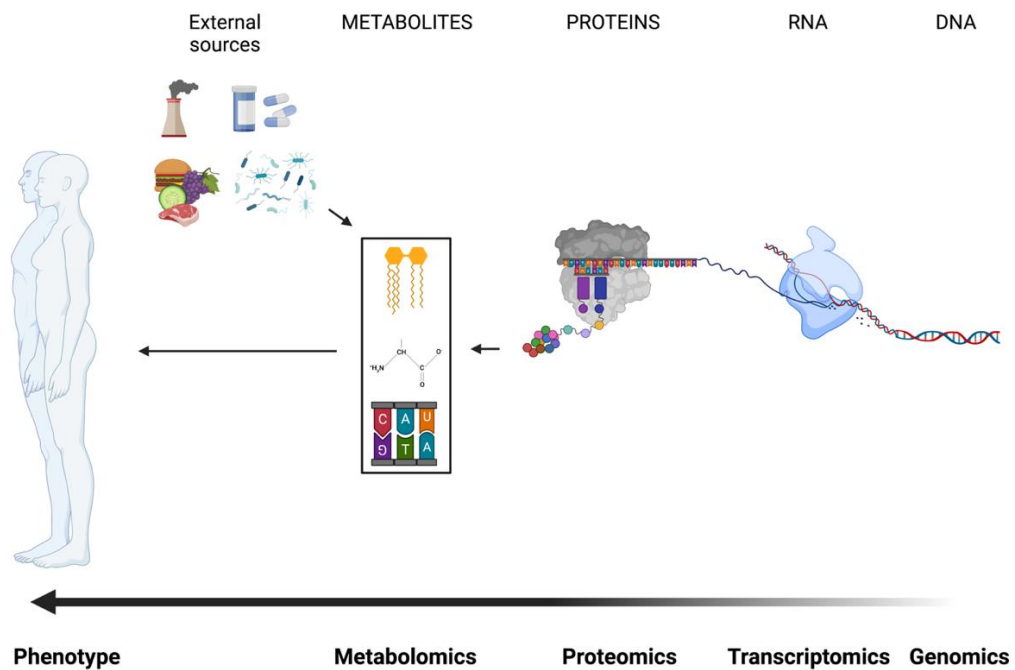 External
sources
METABOLITES
PROTEINS
RNA
DNA
CH
O⁻
⁺H₃N
C
O
C A U
G T A
Phenotype
Metabolomics
Proteomics
Transcriptomics
Genomics